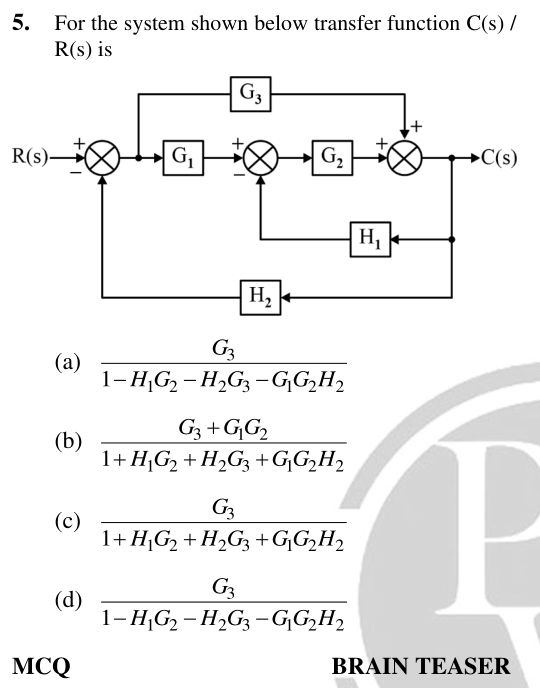 5. For the system shown below transfer function C(s) /
R(s) is
G₃
+
R(s) + G₁ + G₂ + C(s)
− −
H₁
H₂
(a) G₃
1−H₁G₂−H₂G₃−G₁G₂H₂
(b) G₃+G₁G₂
1+H₁G₂+H₂G₃+G₁G₂H₂
(c) G₃
1+H₁G₂+H₂G₃+G₁G₂H₂
(d) G₃
1−H₁G₂−H₂G₃−G₁G₂H₂
MCQ BRAIN TEASER